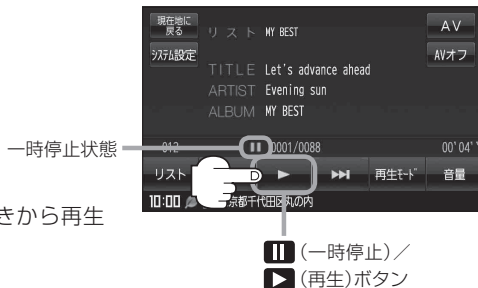 現在地に
戻る
リスト MY BEST
AV
システム設定
AVオフ
TITLE Let's advance ahead
ARTIST Evening sun
ALBUM MY BEST
一時停止状態
012 0001/0088 00'04'
リスト 再生モード 音量
10:00 京都千代田区丸の内
きから再生
(一時停止)／
(再生)ボタン